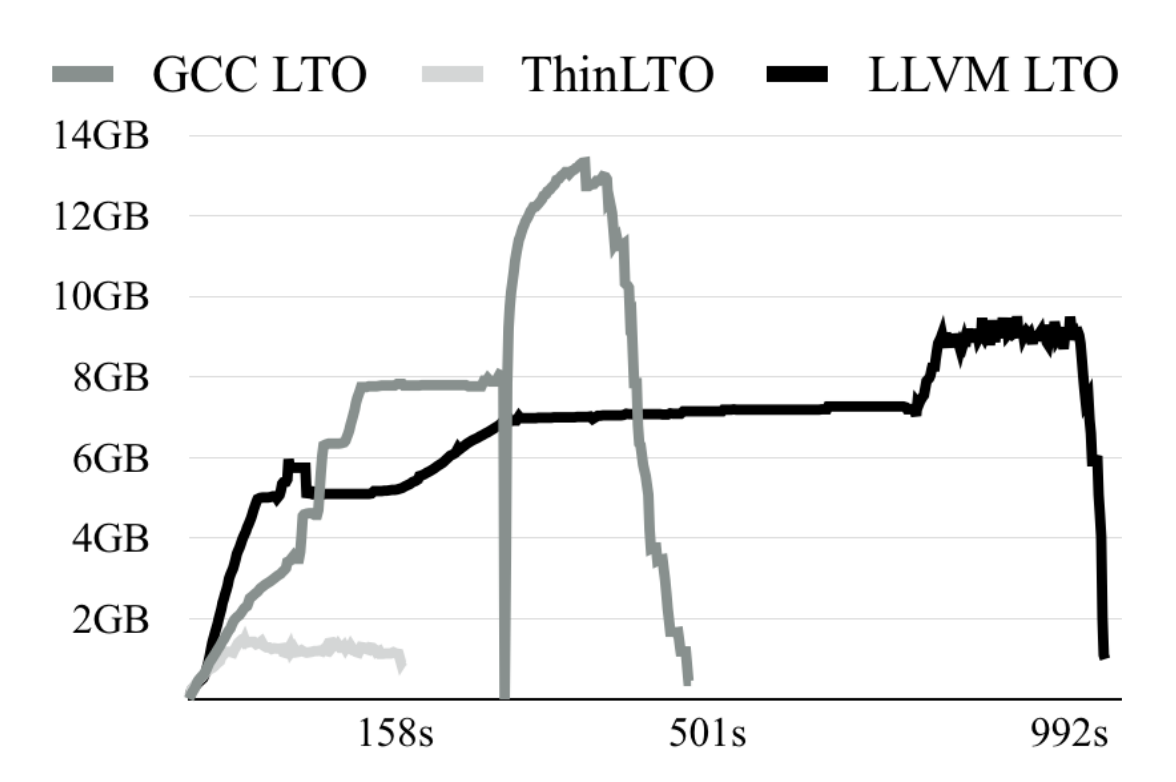 GCC LTO ThinLTO LLVM LTO
14GB
12GB
10GB
8GB
6GB
4GB
2GB
158s 501s 992s